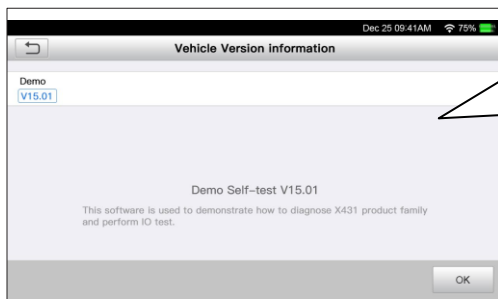 Dec 25 09:41AM 75%
Vehicle Version information
Demo
V15.01
Demo Self-test V15.01
This software is used to demonstrate how to diagnose X431 product family
and perform IO test.
OK